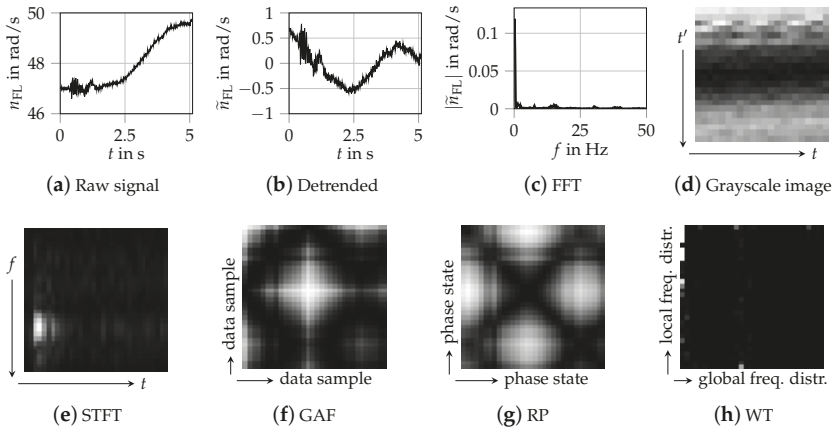 50
48
46
n_FL in rad/s
0 2.5 5
t in s
(a) Raw signal
1
0.5
0
−0.5
−1
ñ_FL in rad/s
0 2.5 5
t in s
(b) Detrended
0.1
0.05
0
|ñ_FL| in rad/s
0 25 50
f in Hz
(c) FFT
t′
t
(d) Grayscale image
f
t
(e) STFT
data sample
data sample
(f) GAF
phase state
phase state
(g) RP
local freq. distr.
global freq. distr.
(h) WT